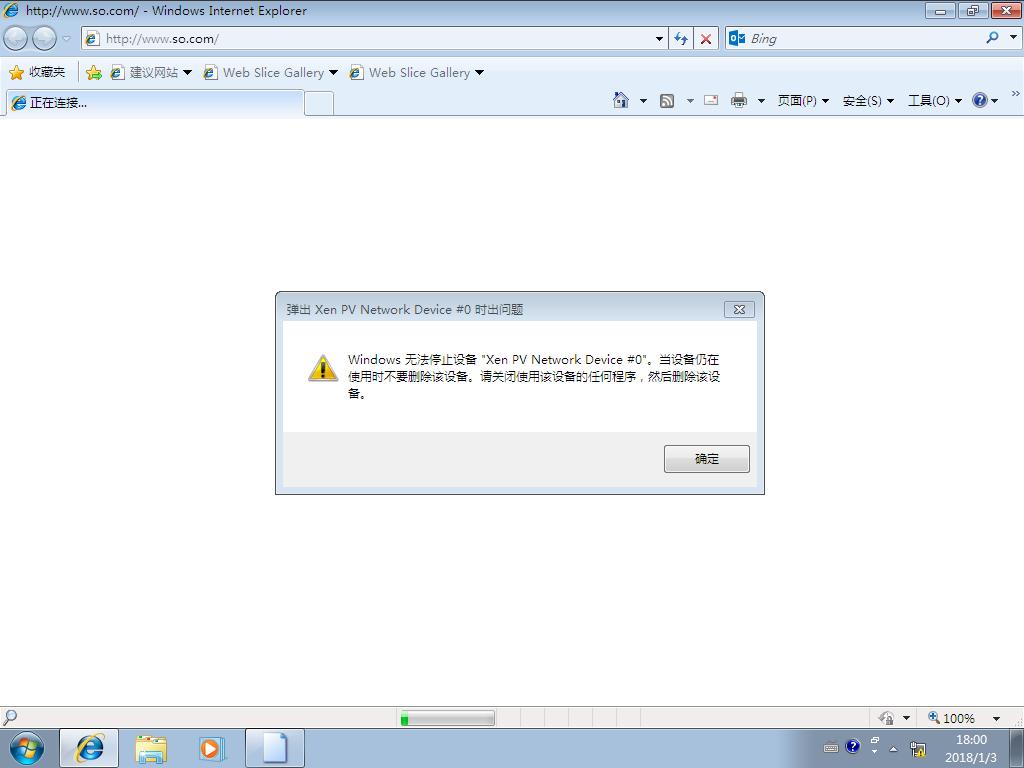 http://www.so.com/ - Windows Internet Explorer
http://www.so.com/
Bing
收藏夹
建议网站
Web Slice Gallery
Web Slice Gallery
正在连接...
页面(P)
安全(S)
工具(O)
弹出 Xen PV Network Device #0 时出问题
Windows 无法停止设备 "Xen PV Network Device #0"。当设备仍在
使用时不要删除该设备。请关闭使用该设备的任何程序，然后删除该设
备。
确定
100%
18:00
2018/1/3